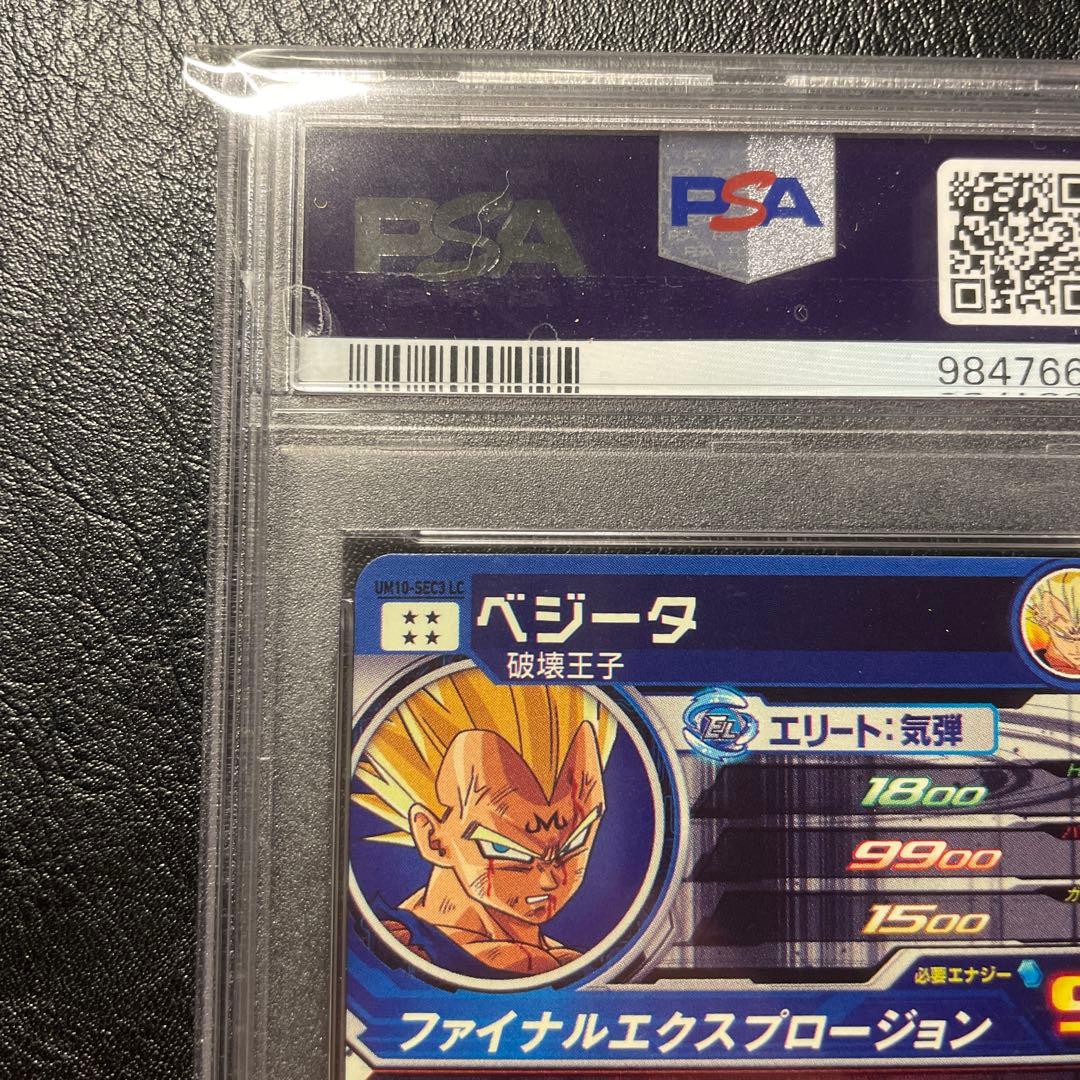 PSA
PSA
984766
UM10-SEC3 LC
ベジータ
破壊王子
EL エリート:気弾
1800
9900
1500
必要エナジー
ファイナルエクスプロージョン